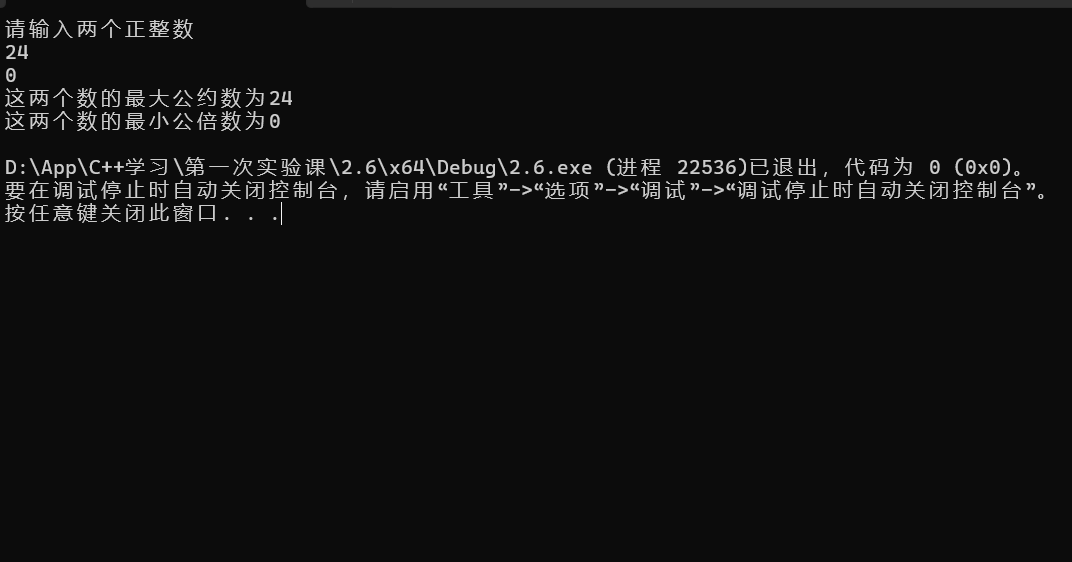 请输入两个正整数
24
0
这两个数的最大公约数为24
这两个数的最小公倍数为0
D:\App\C++学习\第一次实验课\2.6\x64\Debug\2.6.exe (进程 22536)已退出，代码为 0 (0x0)。
要在调试停止时自动关闭控制台，请启用“工具”->“选项”->“调试”->“调试停止时自动关闭控制台”。
按任意键关闭此窗口. . .